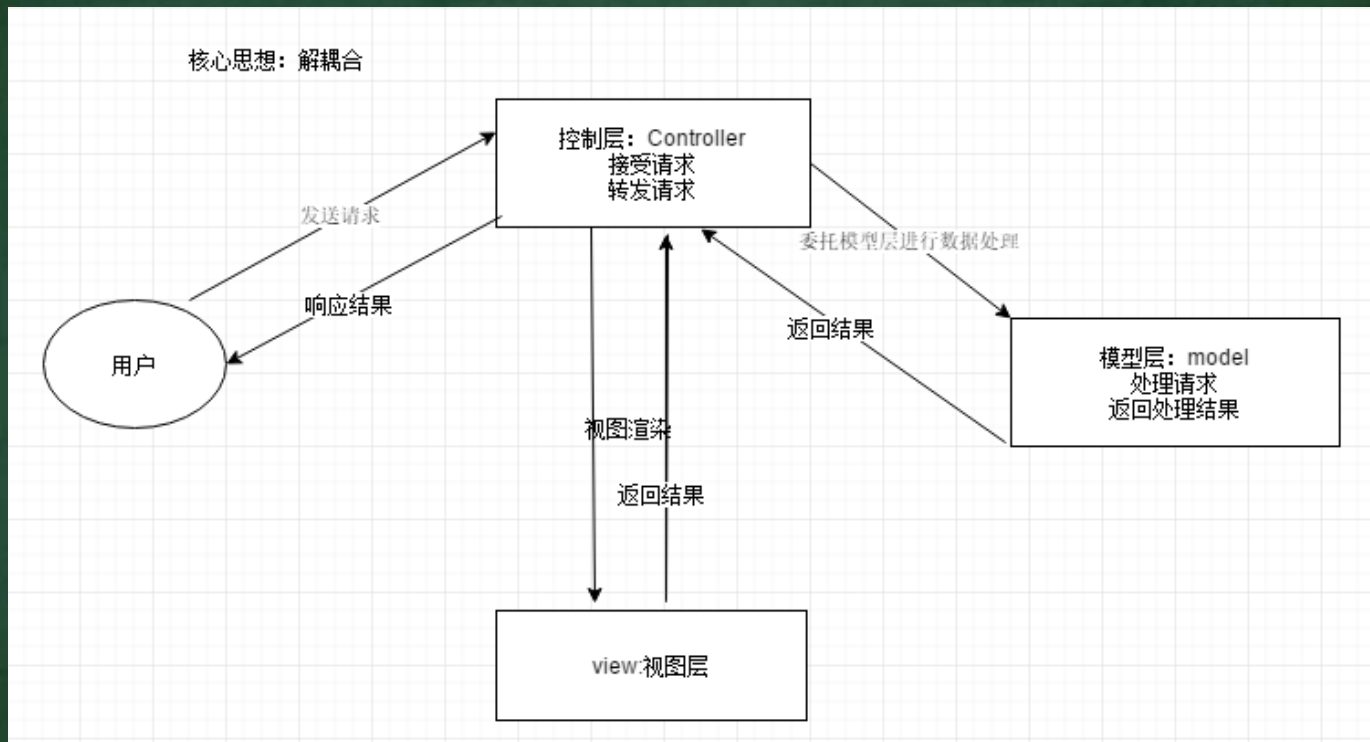 核心思想：解耦合
控制层：Controller
接受请求
转发请求
发送请求
委托模型层进行数据处理
响应结果
返回结果
用户
模型层：model
处理请求
返回处理结果
视图渲染
返回结果
view:视图层